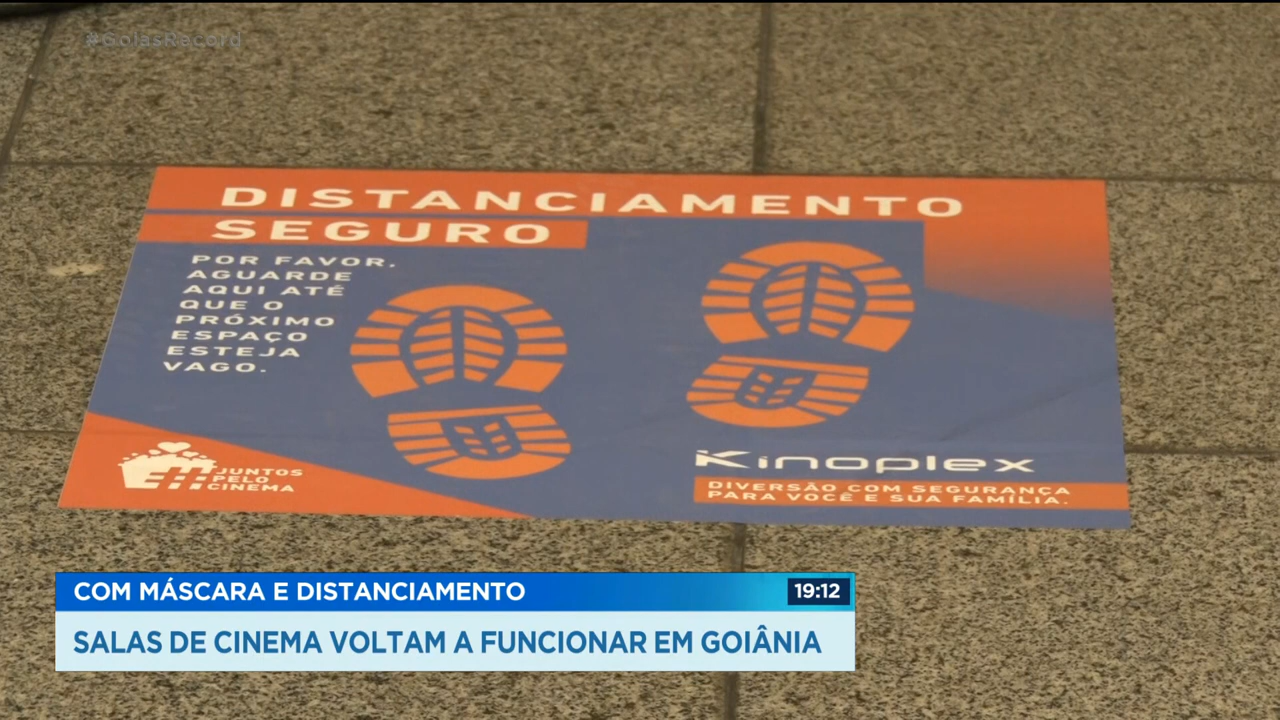 #GoiásRecord
DISTANCIAMENTO
SEGURO
POR FAVOR,
AGUARDE
AQUI ATÉ
QUE O
PRÓXIMO
ESPAÇO
ESTEJA
VAGO.
#JUNTOS
PELO
CINEMA
Kinoplex
DIVERSÃO COM SEGURANÇA
PARA VOCÊ E SUA FAMÍLIA.
COM MÁSCARA E DISTANCIAMENTO
19:12
SALAS DE CINEMA VOLTAM A FUNCIONAR EM GOIÂNIA